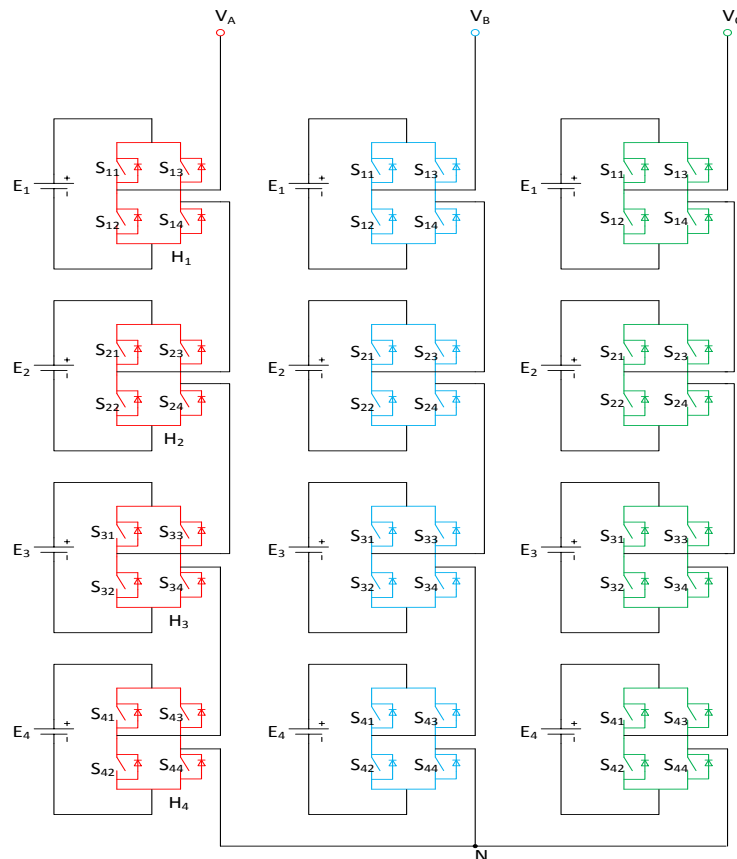 V_A V_B V_C
S₁₁ S₁₃ S₁₁ S₁₃ S₁₁ S₁₃
E₁ + E₁ + E₁ +
S₁₂ S₁₄ S₁₂ S₁₄ S₁₂ S₁₄
H₁
S₂₁ S₂₃ S₂₁ S₂₃ S₂₁ S₂₃
E₂ + E₂ + E₂ +
S₂₂ S₂₄ S₂₂ S₂₄ S₂₂ S₂₄
H₂
S₃₁ S₃₃ S₃₁ S₃₃ S₃₁ S₃₃
E₃ + E₃ + E₃ +
S₃₂ S₃₄ S₃₂ S₃₄ S₃₂ S₃₄
H₃
S₄₁ S₄₃ S₄₁ S₄₃ S₄₁ S₄₃
E₄ + E₄ + E₄ +
S₄₂ S₄₄ S₄₂ S₄₄ S₄₂ S₄₄
H₄
N